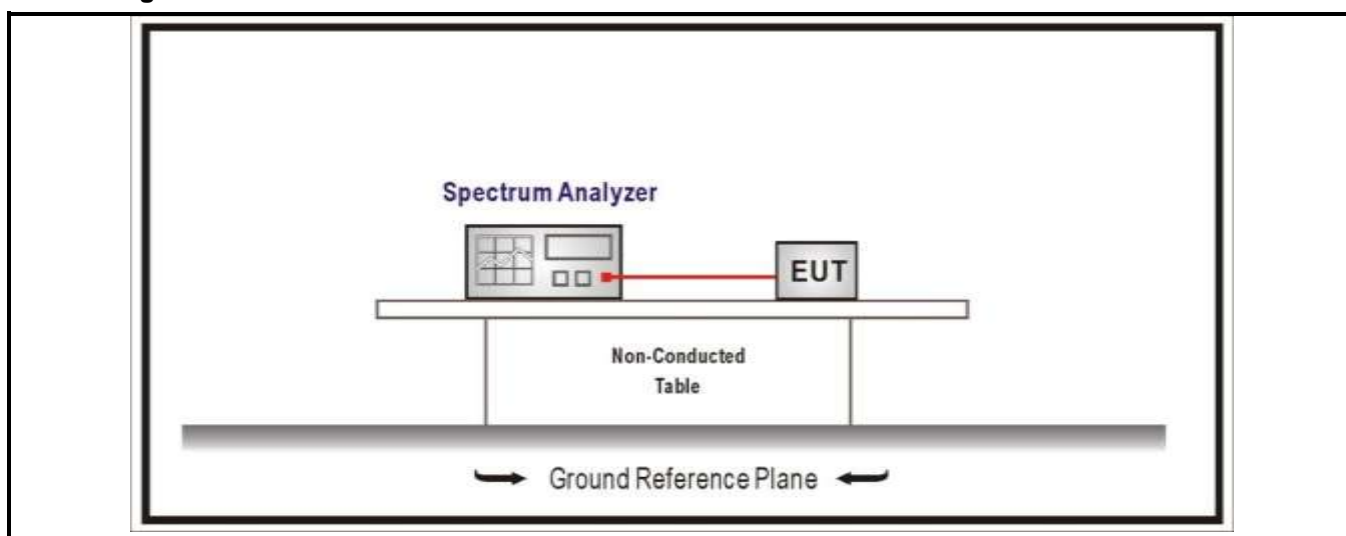 Spectrum Analyzer
EUT
Non-Conducted
Table
Ground Reference Plane